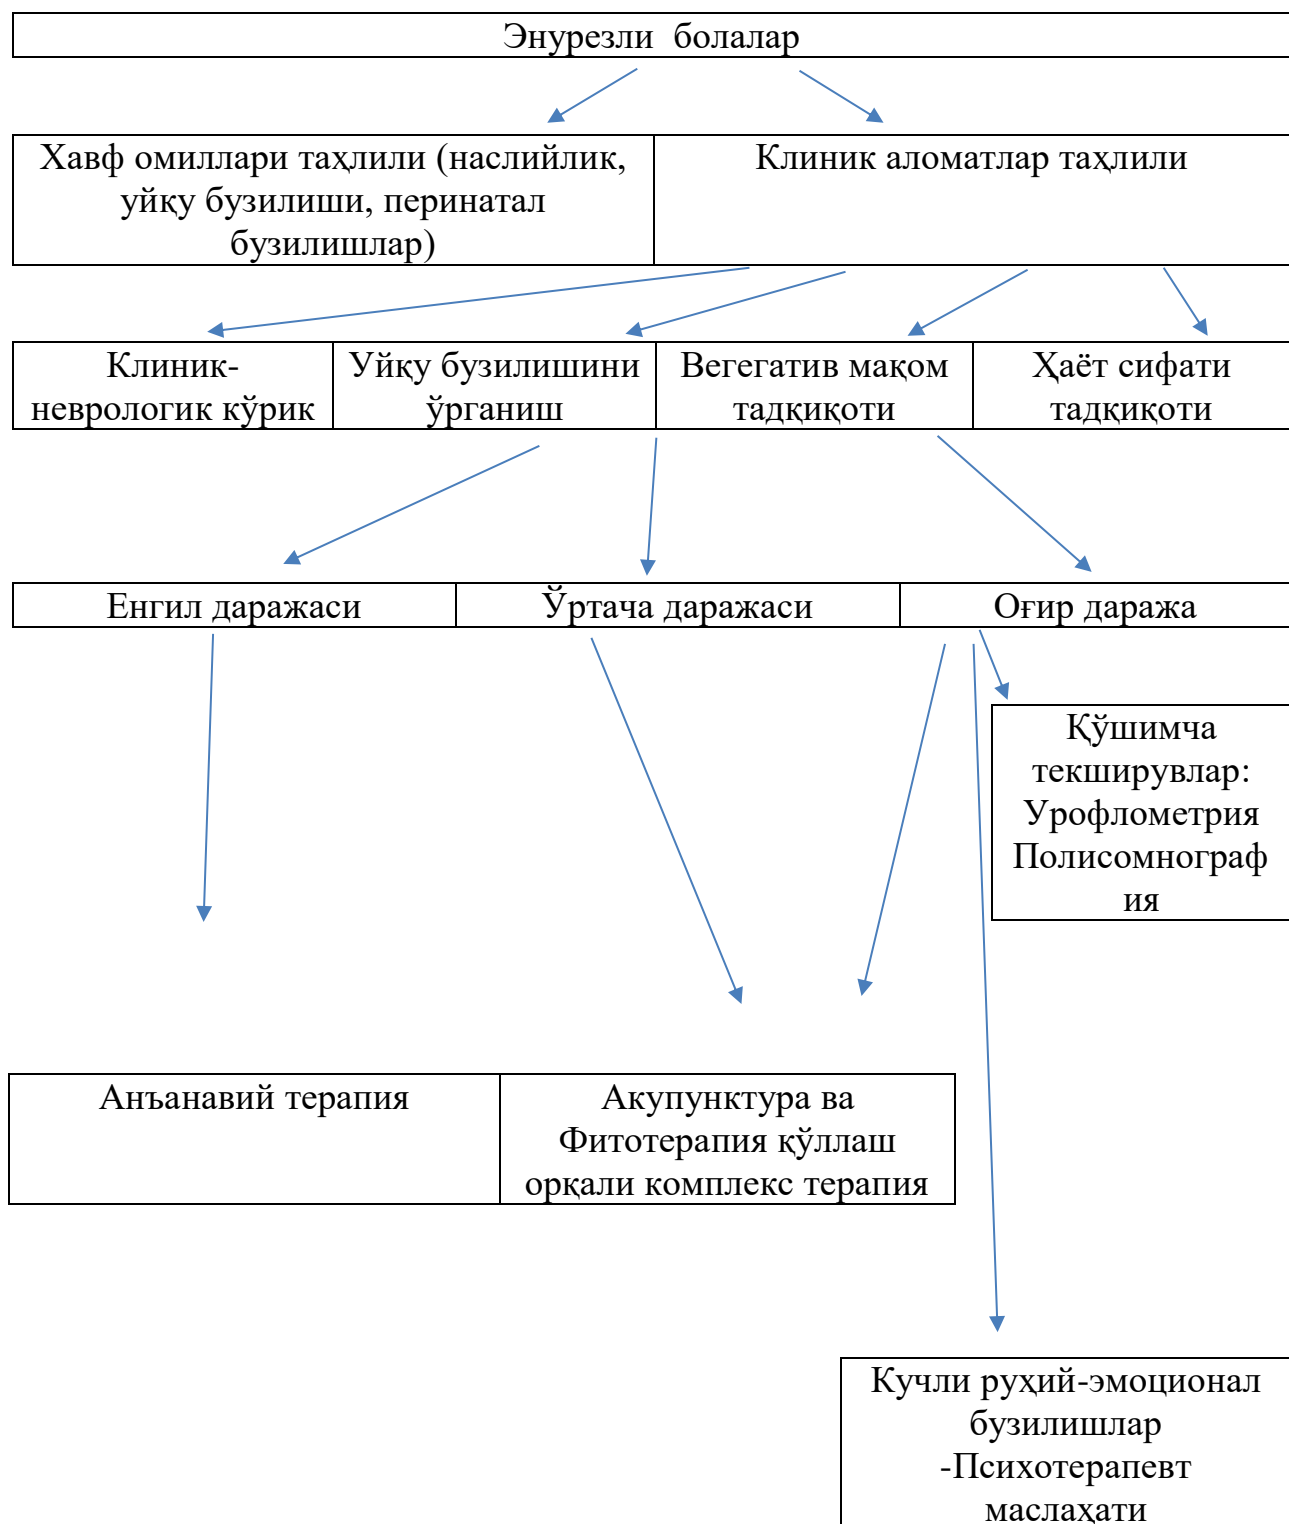 Энурезли болалар
Хавф омиллари таҳлили (наслийлик,
уйқу бузилиши, перинатал
бузилишлар)
Клиник аломатлар таҳлили
Клиник-
неврологик кўрик
Уйқу бузилишини
ўрганиш
Вегегатив мақом
тадқиқоти
Ҳаёт сифати
тадқиқоти
Енгил даражаси
Ўртача даражаси
Оғир даража
Қўшимча
текширувлар:
Урофлометрия
Полисомнограф
ия
Анъанавий терапия
Акупунктура ва
Фитотерапия қўллаш
орқали комплекс терапия
Кучли руҳий-эмоционал
бузилишлар
-Психотерапевт
маслаҳати